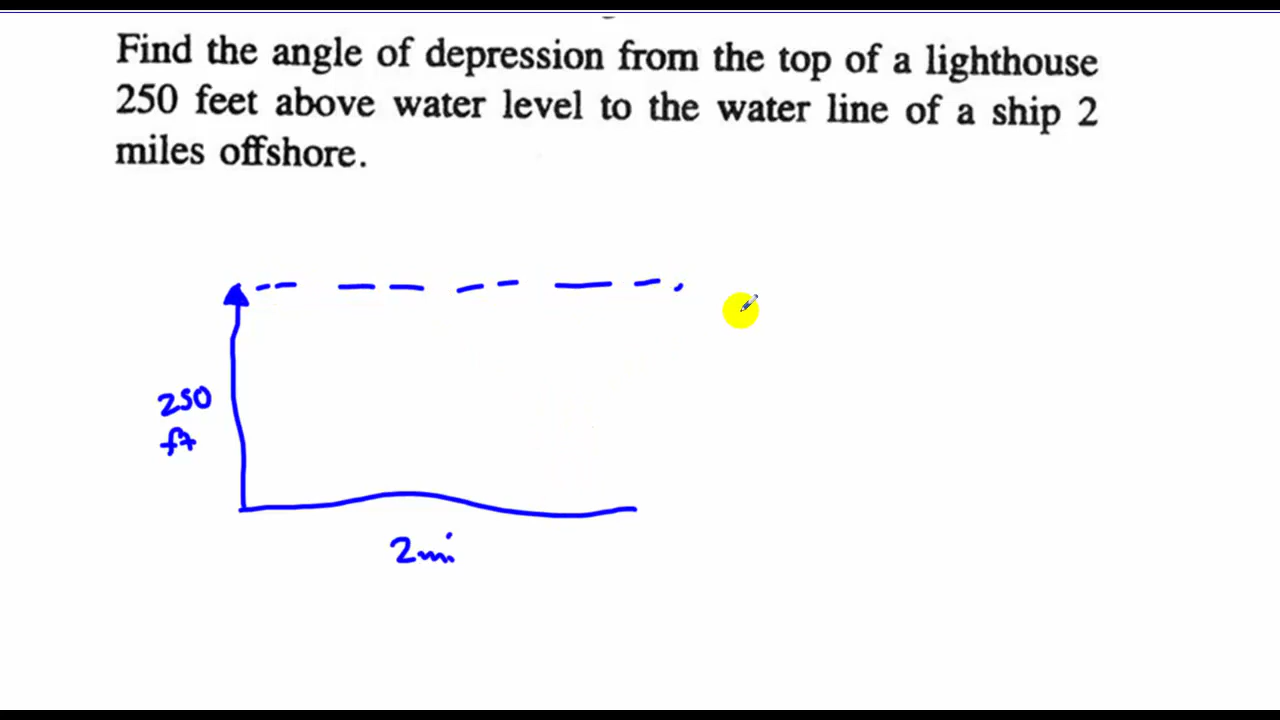 Find the angle of depression from the top of a lighthouse
250 feet above water level to the water line of a ship 2
miles offshore.
250
ft
2mi